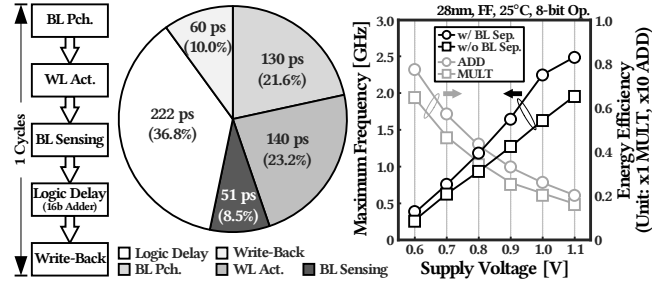 BL Pch.
WL Act.
BL Sensing
Logic Delay
(16b Adder)
Write-Back
1 Cycles
60 ps
(10.0%)
130 ps
(21.6%)
222 ps
(36.8%)
140 ps
(23.2%)
51 ps
(8.5%)
Logic Delay
Write-Back
BL Pch.
WL Act.
BL Sensing
28nm, FF, 25°C, 8-bit Op.
w/ BL Sep.
w/o BL Sep.
ADD
MULT
Maximum Frequency [GHz]
3.0
2.5
2.0
1.5
1.0
0.5
0
1.0
0.8
0.6
0.4
0.2
0
Energy Efficiency
(Unit: x1 MULT, x10 ADD)
0.6 0.7 0.8 0.9 1.0 1.1
Supply Voltage [V]